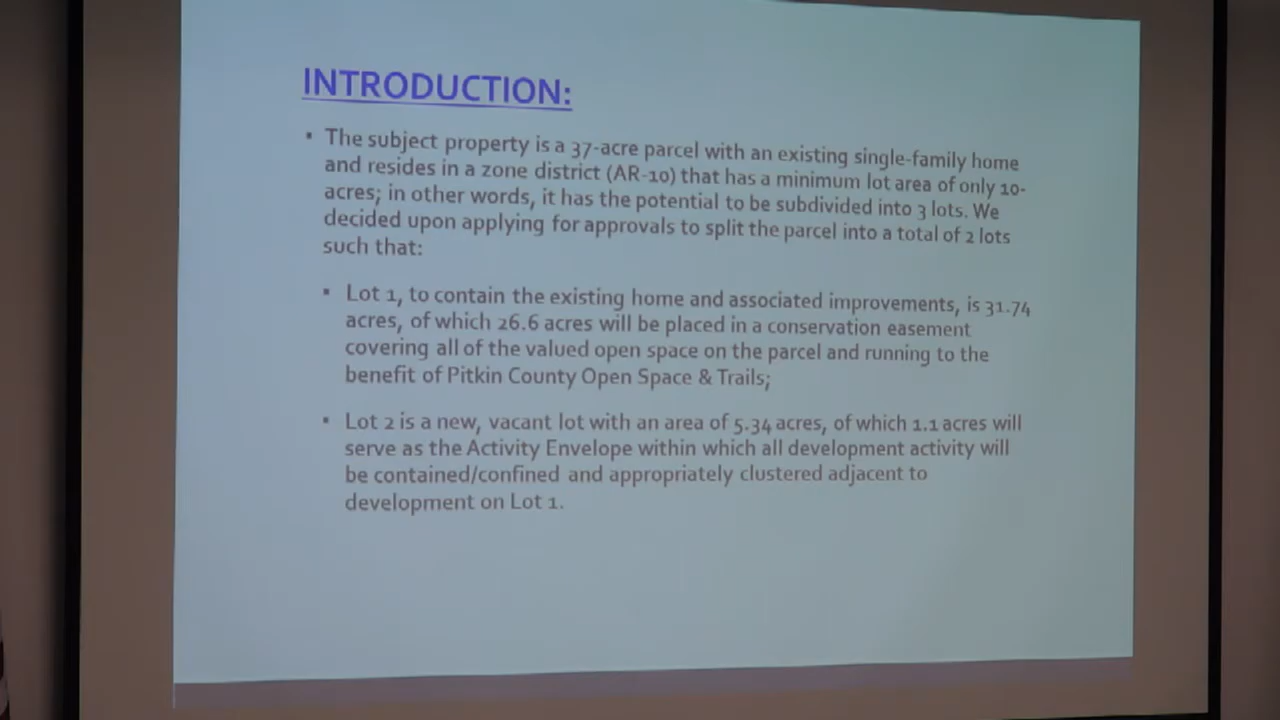 INTRODUCTION:
▪ The subject property is a 37-acre parcel with an existing single-family home
and resides in a zone district (AR-10) that has a minimum lot area of only 10-
acres; in other words, it has the potential to be subdivided into 3 lots. We
decided upon applying for approvals to split the parcel into a total of 2 lots
such that:
▪ Lot 1, to contain the existing home and associated improvements, is 31.74
acres, of which 26.6 acres will be placed in a conservation easement
covering all of the valued open space on the parcel and running to the
benefit of Pitkin County Open Space & Trails;
▪ Lot 2 is a new, vacant lot with an area of 5.34 acres, of which 1.1 acres will
serve as the Activity Envelope within which all development activity will
be contained/confined and appropriately clustered adjacent to
development on Lot 1.